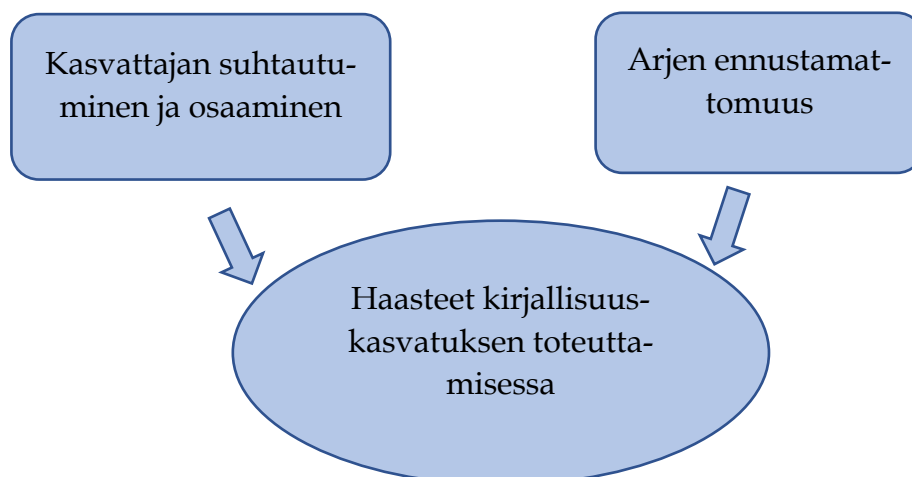 Kasvattajan suhtautu-
minen ja osaaminen
Arjen ennustamat-
tomuus
Haasteet kirjallisuus-
kasvatuksen toteutta-
misessa